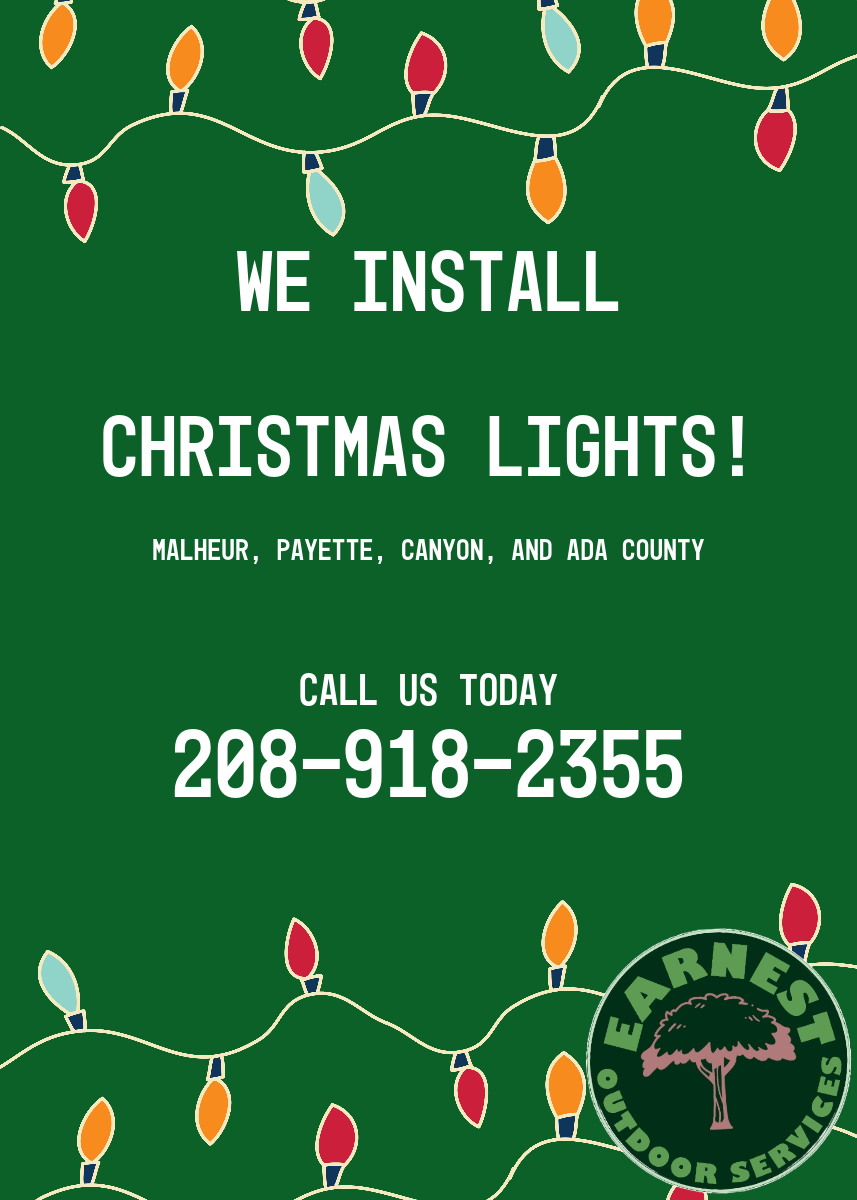 WE INSTALL
CHRISTMAS LIGHTS!
MALHEUR, PAYETTE, CANYON, AND ADA COUNTY
CALL US TODAY
208-918-2355
EARNEST
OUTDOOR SERVICES